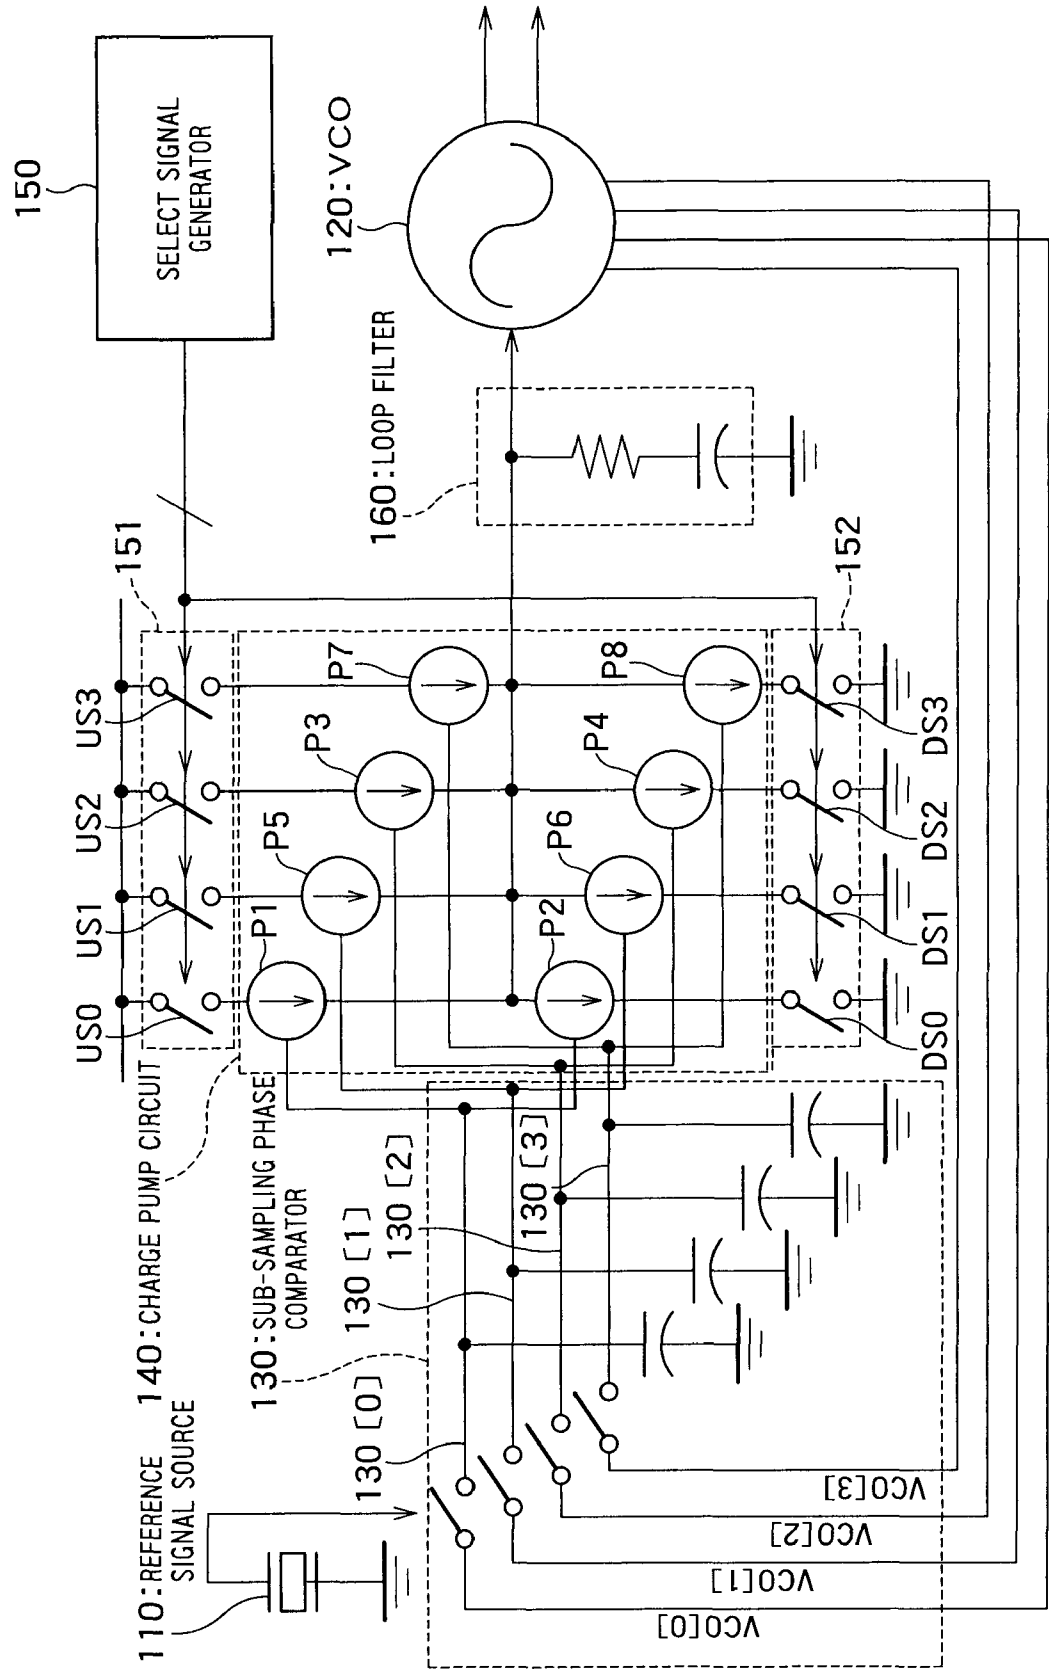 110:REFERENCE
SIGNAL SOURCE
140:CHARGE PUMP CIRCUIT
130:SUB-SAMPLING PHASE
COMPARATOR
130 [0]
130 [1]
130 [2]
130 [3]
US0
US1
US2
US3
151
150
SELECT SIGNAL
GENERATOR
P1
P5
P3
P7
P2
P6
P4
P8
160:LOOP FILTER
120:VCO
DS0
DS1
DS2
DS3
152
VCO[0]
VCO[1]
VCO[2]
VCO[3]